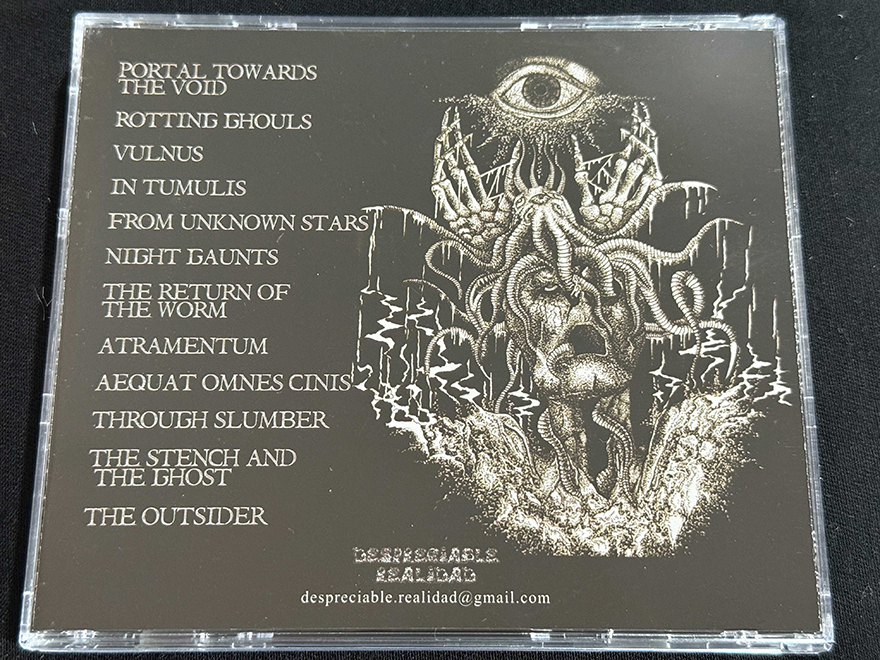 PORTAL TOWARDS
THE VOID
ROTTING GHOULS
VULNUS
IN TUMULIS
FROM UNKNOWN STARS
NIGHT GAUNTS
THE RETURN OF
THE WORM
ATRAMENTUM
AEQUAT OMNES CINIS
THROUGH SLUMBER
THE STENCH AND
THE GHOST
THE OUTSIDER
DESPRECIABLE
REALIDAD
despreciable.realidad@gmail.com